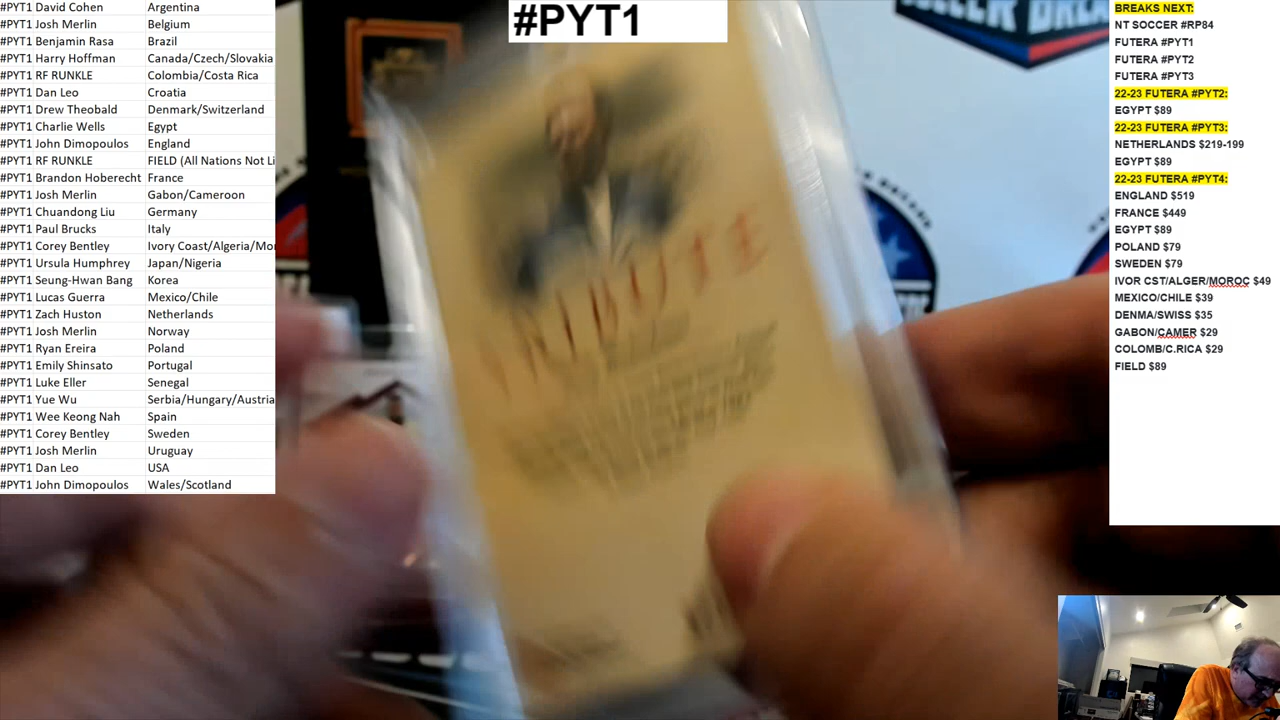 #PYT1 David Cohen Argentina
#PYT1 Josh Merlin Belgium
#PYT1 Benjamin Rasa Brazil
#PYT1 Harry Hoffman Canada/Czech/Slovakia
#PYT1 RF RUNKLE Colombia/Costa Rica
#PYT1 Dan Leo Croatia
#PYT1 Drew Theobald Denmark/Switzerland
#PYT1 Charlie Wells Egypt
#PYT1 John Dimopoulos England
#PYT1 RF RUNKLE FIELD (All Nations Not Li
#PYT1 Brandon Hoberecht France
#PYT1 Josh Merlin Gabon/Cameroon
#PYT1 Chuandong Liu Germany
#PYT1 Paul Brucks Italy
#PYT1 Corey Bentley Ivory Coast/Algeria/Mor
#PYT1 Ursula Humphrey Japan/Nigeria
#PYT1 Seung-Hwan Bang Korea
#PYT1 Lucas Guerra Mexico/Chile
#PYT1 Zach Huston Netherlands
#PYT1 Josh Merlin Norway
#PYT1 Ryan Ereira Poland
#PYT1 Emily Shinsato Portugal
#PYT1 Luke Eller Senegal
#PYT1 Yue Wu Serbia/Hungary/Austria
#PYT1 Wee Keong Nah Spain
#PYT1 Corey Bentley Sweden
#PYT1 Josh Merlin Uruguay
#PYT1 Dan Leo USA
#PYT1 John Dimopoulos Wales/Scotland
#PYT1
TRIBUTE
BREAKS NEXT:
NT SOCCER #RP84
FUTERA #PYT1
FUTERA #PYT2
FUTERA #PYT3
22-23 FUTERA #PYT2:
EGYPT $89
22-23 FUTERA #PYT3:
NETHERLANDS $219-199
EGYPT $89
22-23 FUTERA #PYT4:
ENGLAND $519
FRANCE $449
EGYPT $89
POLAND $79
SWEDEN $79
IVOR CST/ALGER/MOROC $49
MEXICO/CHILE $39
DENMA/SWISS $35
GABON/CAMER $29
COLOMB/C.RICA $29
FIELD $89